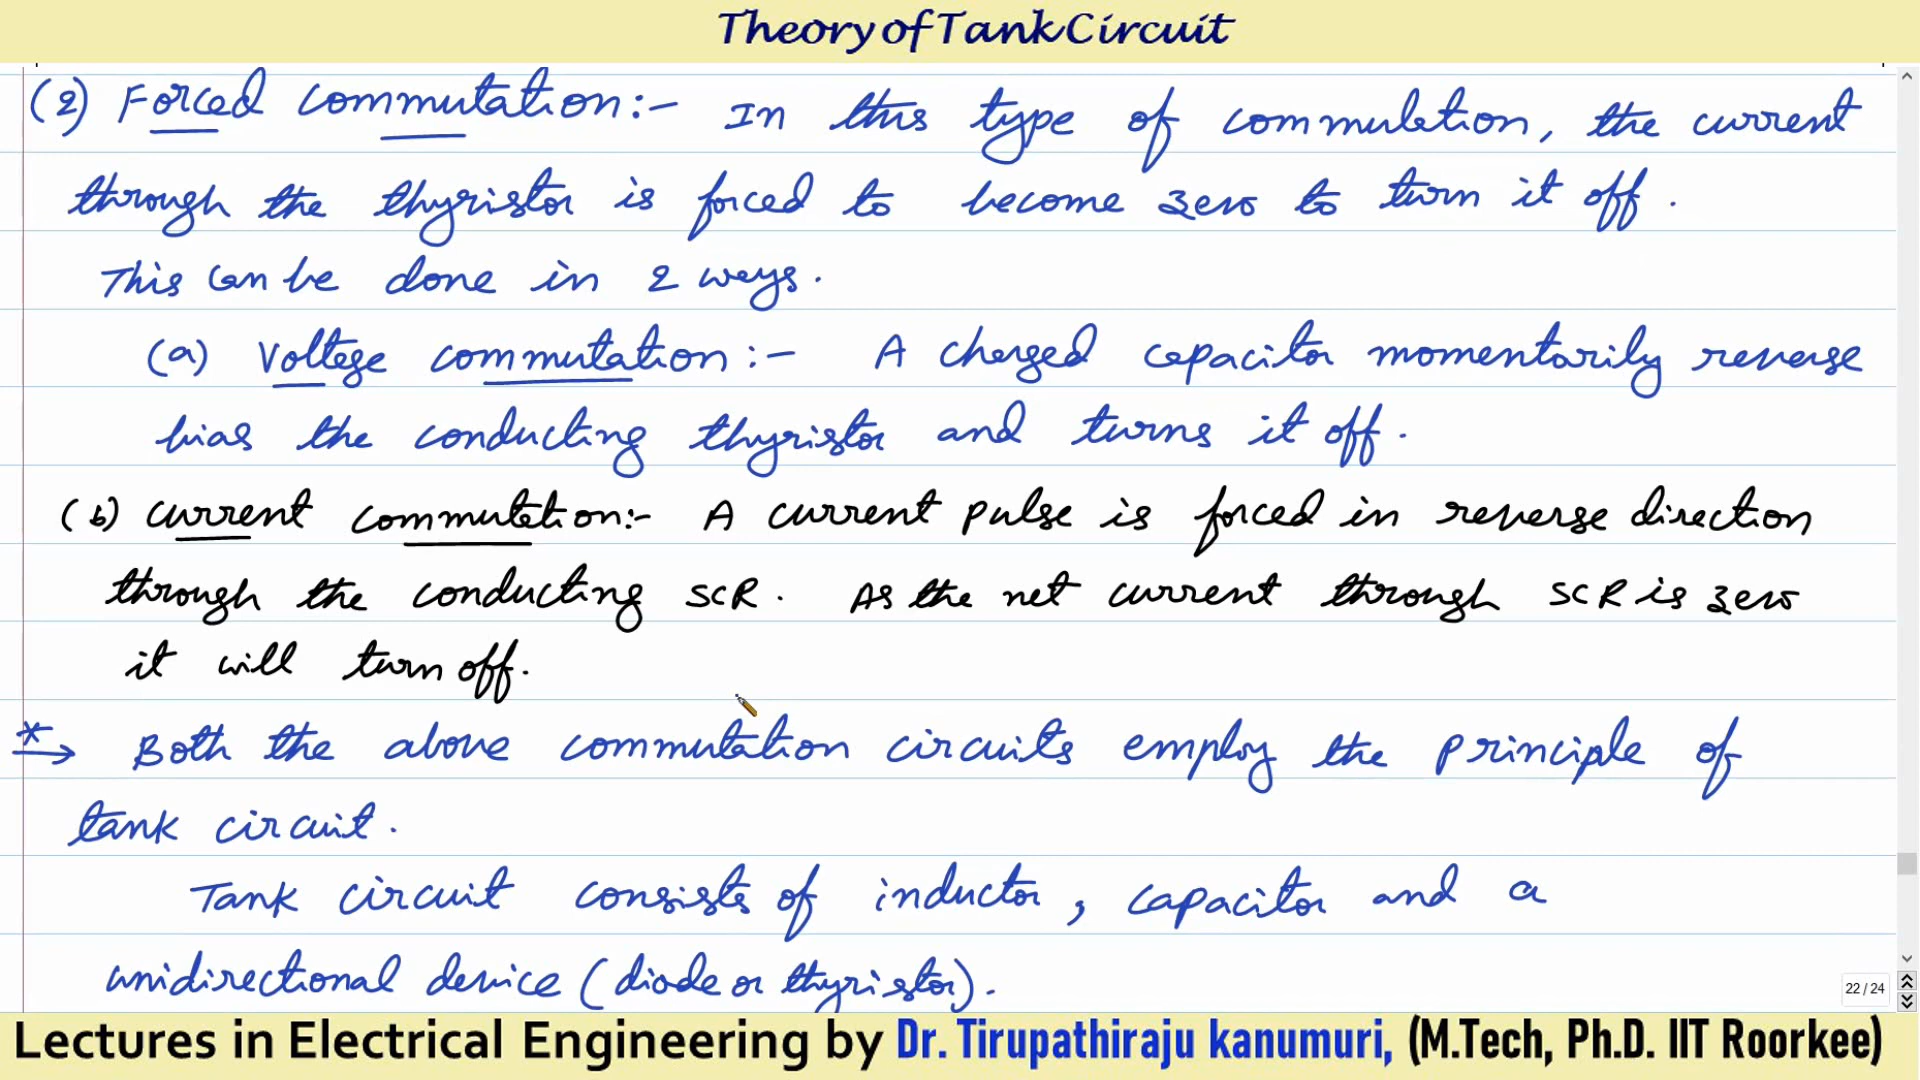 Theory of Tank Circuit
(2) Forced commutation:- In this type of commutation, the current
through the thyristor is forced to become zero to turn it off.
This can be done in 2 ways.
(a) Voltage commutation:- A charged capacitor momentarily reverse
bias the conducting thyristor and turns it off.
(b) current commutation:- A current pulse is forced in reverse direction
through the conducting SCR. As the net current through SCR is zero
it will turn off.
*→ Both the above commutation circuits employ the principle of
tank circuit.
Tank circuit consists of inductor, capacitor and a
unidirectional device (diode or thyristor).
22 / 24
Lectures in Electrical Engineering by Dr. Tirupathiraju kanumuri, (M.Tech, Ph.D. IIT Roorkee)